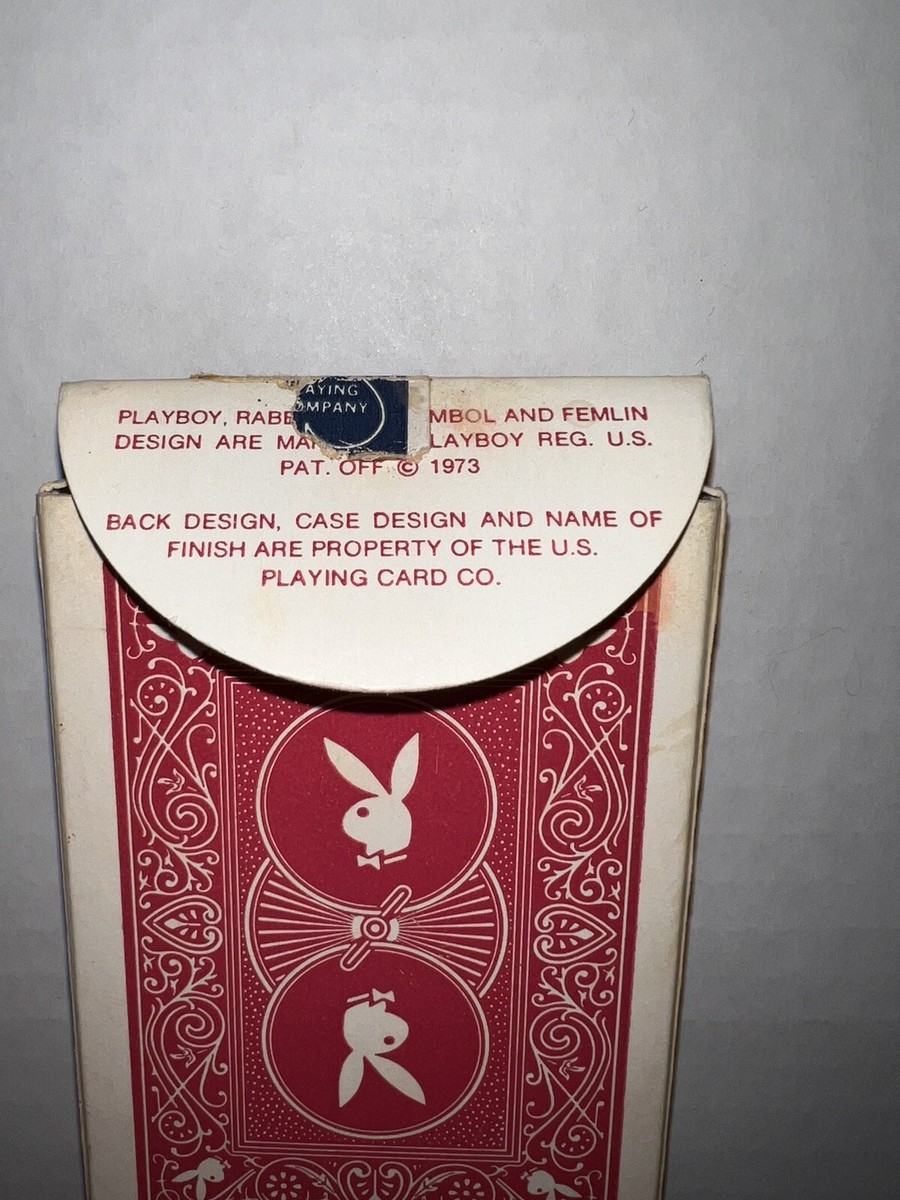 AYING
OMPANY
PLAYBOY, RABB MBOL AND FEMLIN
DESIGN ARE MAR LAYBOY REG. U.S.
PAT. OFF. © 1973
BACK DESIGN, CASE DESIGN AND NAME OF
FINISH ARE PROPERTY OF THE U.S.
PLAYING CARD CO.